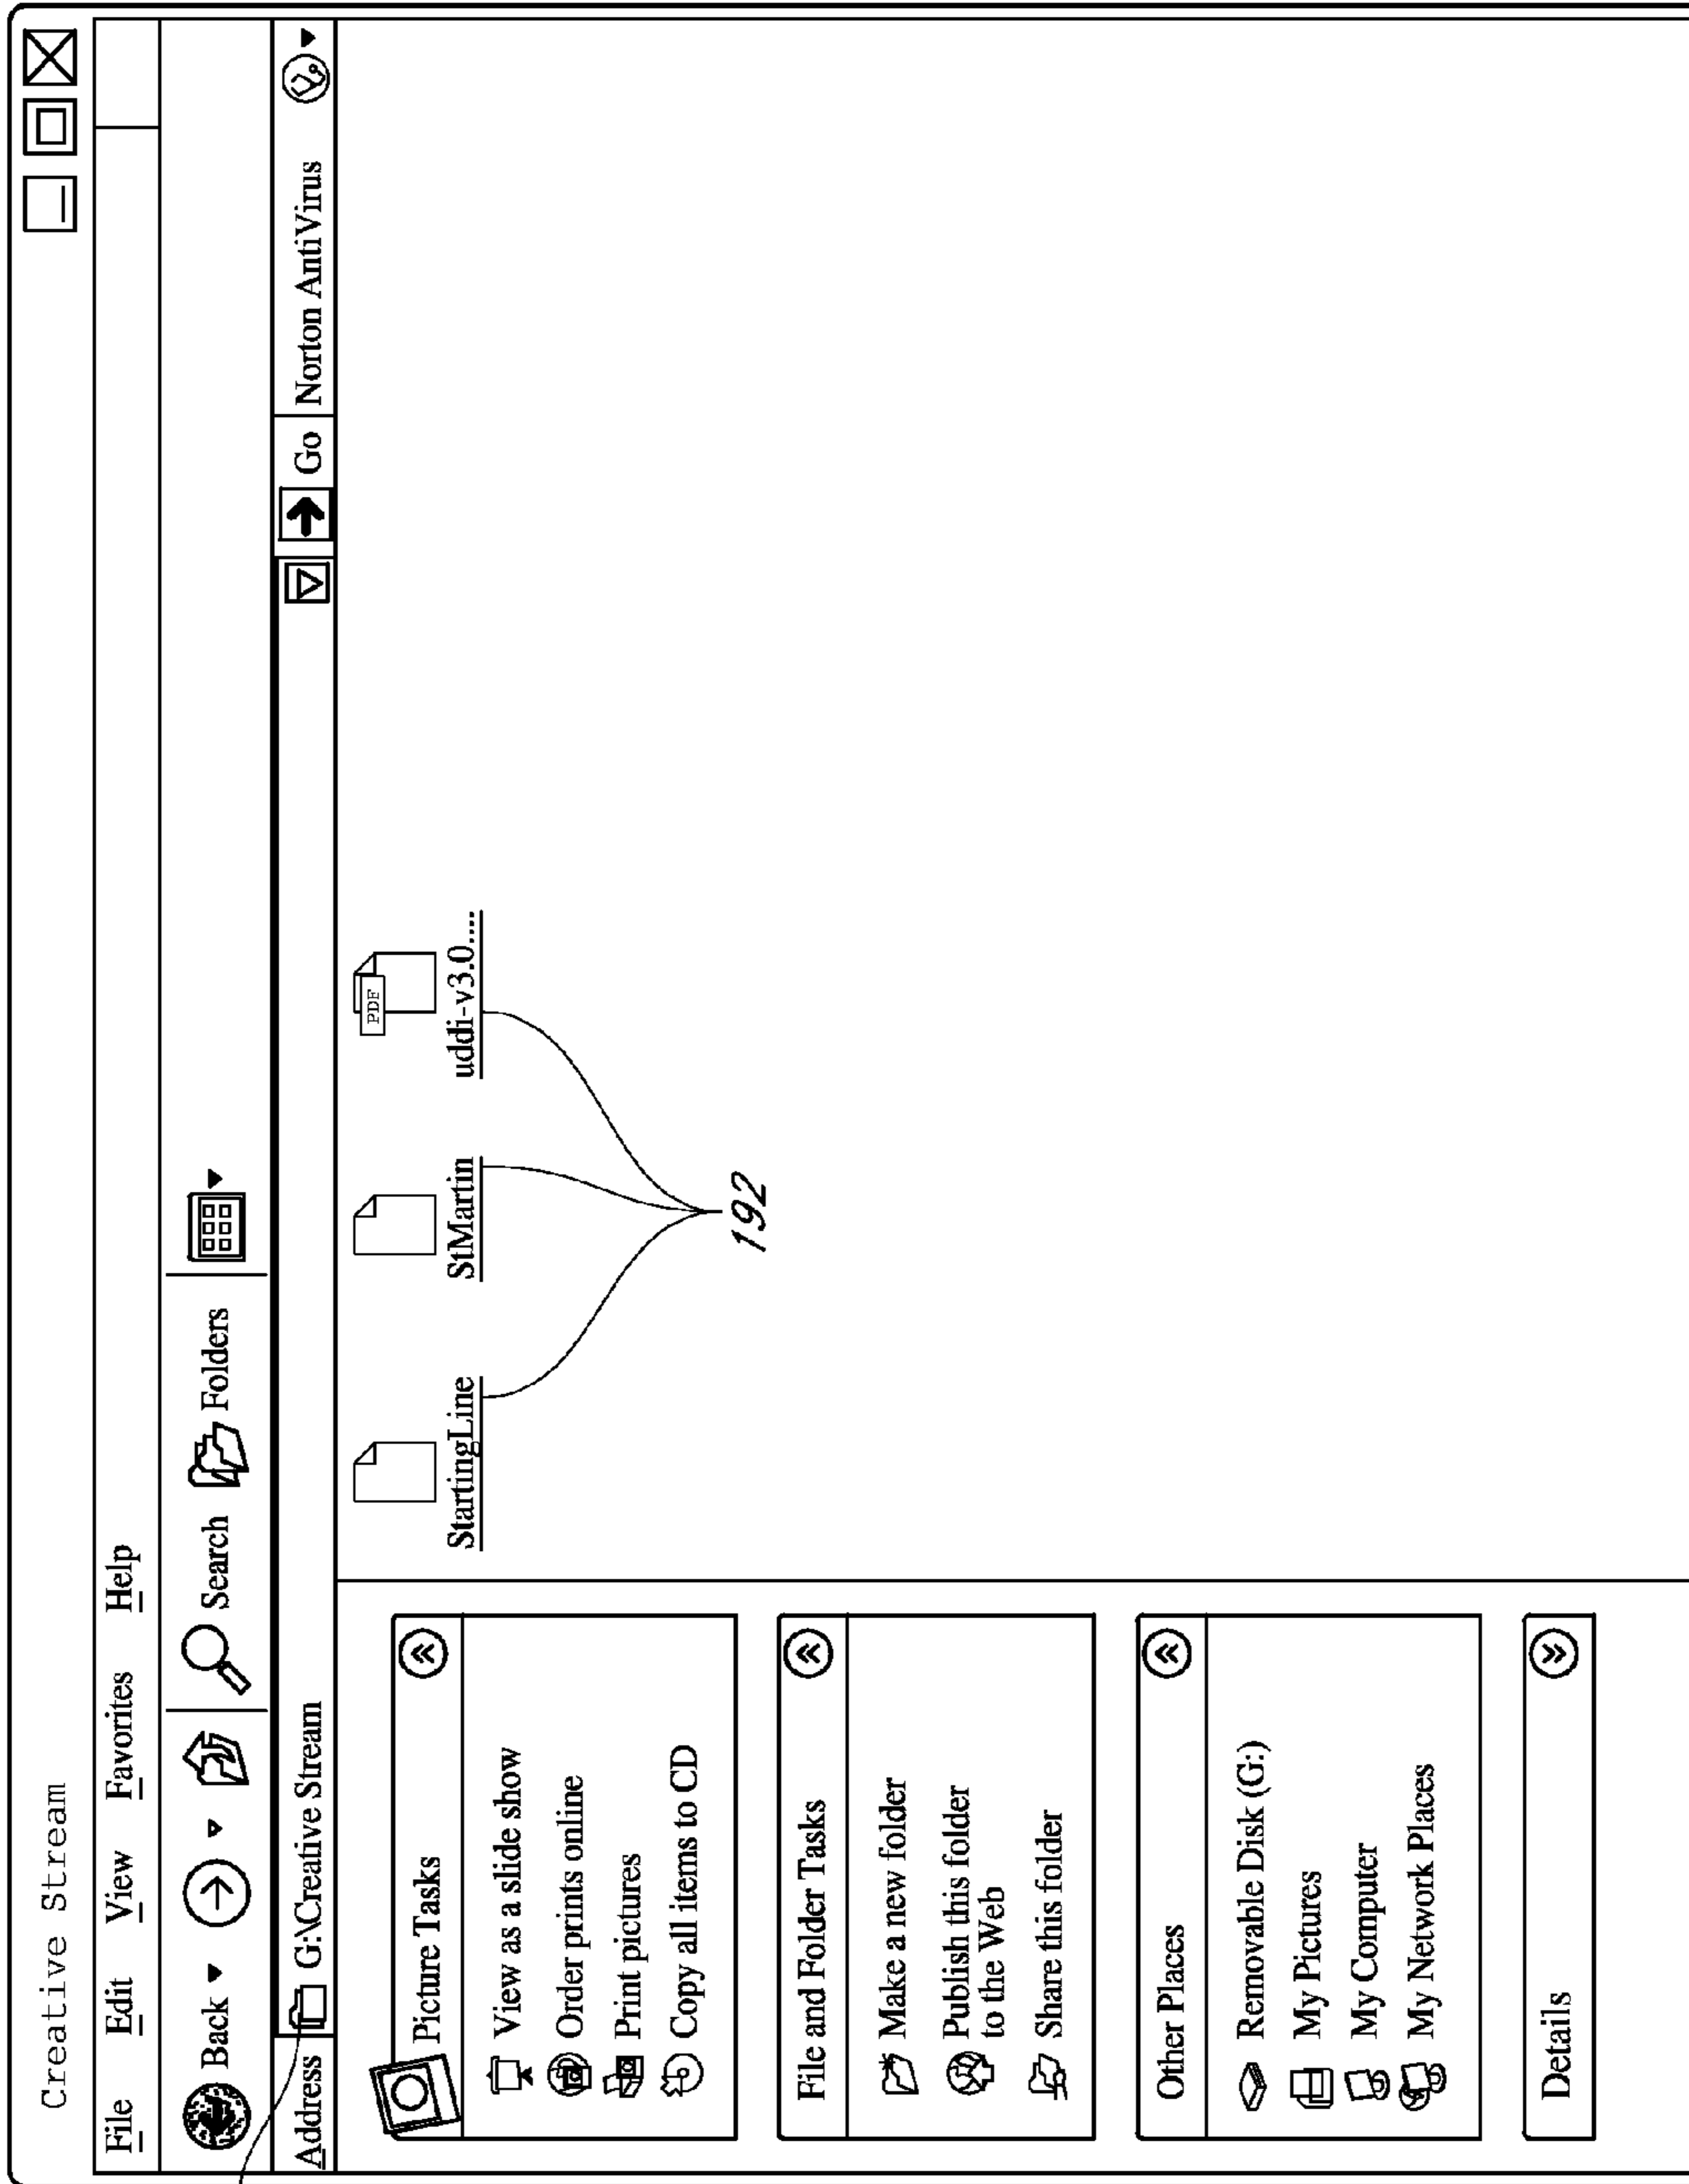 Creative Stream
File Edit View Favorites Help
Back Search Folders
Address G:\Creative Stream Go Norton AntiVirus
Picture Tasks
View as a slide show
Order prints online
Print pictures
Copy all items to CD
File and Folder Tasks
Make a new folder
Publish this folder
to the Web
Share this folder
Other Places
Removable Disk (G:)
My Pictures
My Computer
My Network Places
Details
PDF
StartingLine StMartin uddi-v3.0....
192